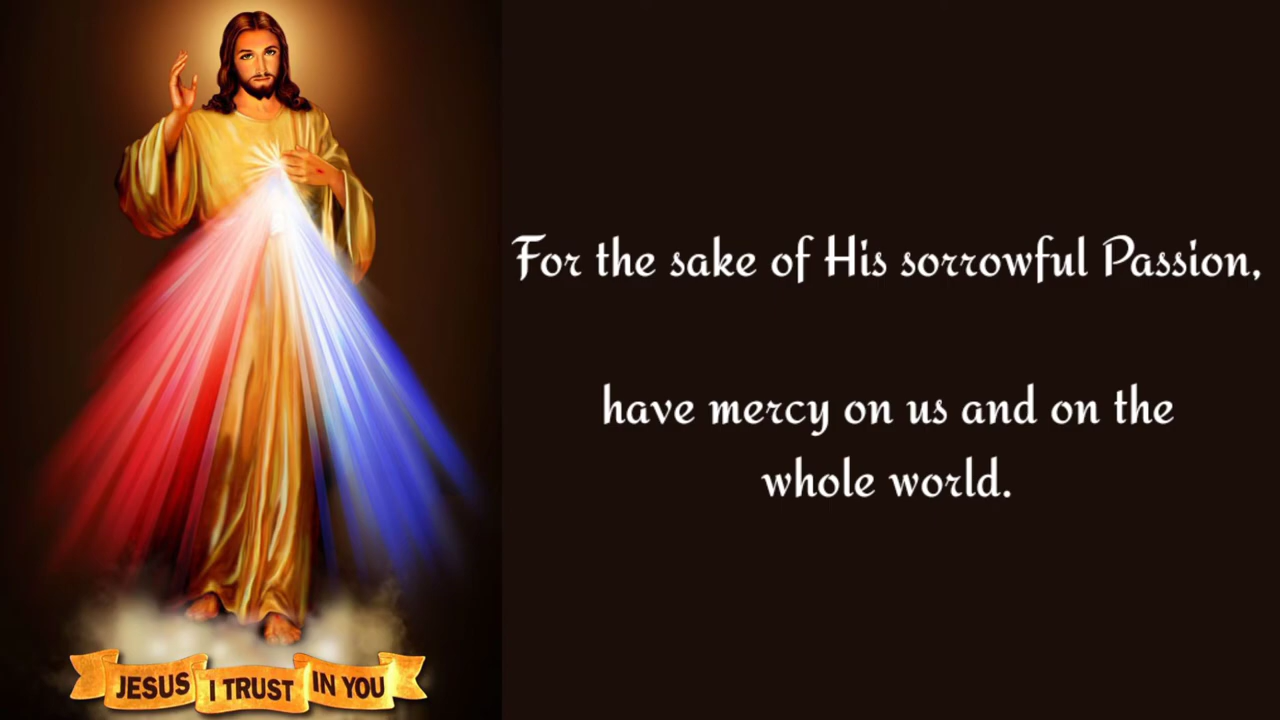 For the sake of His sorrowful Passion,
have mercy on us and on the
whole world.
JESUS I TRUST IN YOU